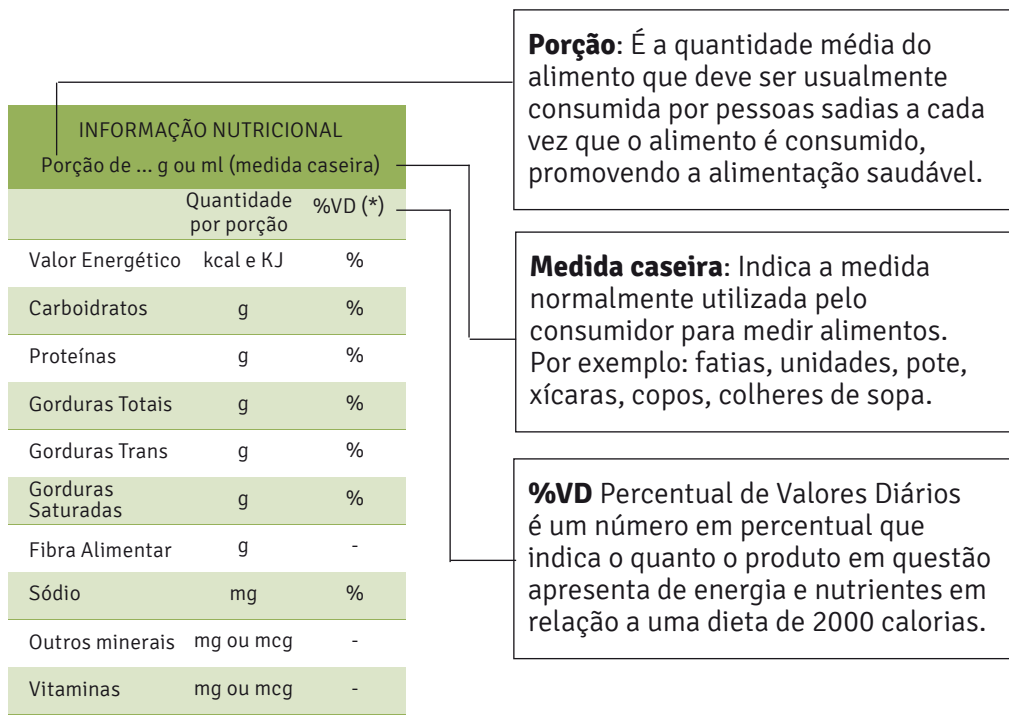 INFORMAÇÃO NUTRICIONAL
Porção de ... g ou ml (medida caseira)
Quantidade
por porção
%VD (*)
Valor Energético kcal e KJ %
Carboidratos g %
Proteínas g %
Gorduras Totais g %
Gorduras Trans g %
Gorduras
Saturadas g %
Fibra Alimentar g -
Sódio mg %
Outros minerais mg ou mcg -
Vitaminas mg ou mcg -
Porção: É a quantidade média do
alimento que deve ser usualmente
consumida por pessoas sadias a cada
vez que o alimento é consumido,
promovendo a alimentação saudável.
Medida caseira: Indica a medida
normalmente utilizada pelo
consumidor para medir alimentos.
Por exemplo: fatias, unidades, pote,
xícaras, copos, colheres de sopa.
%VD Percentual de Valores Diários
é um número em percentual que
indica o quanto o produto em questão
apresenta de energia e nutrientes em
relação a uma dieta de 2000 calorias.